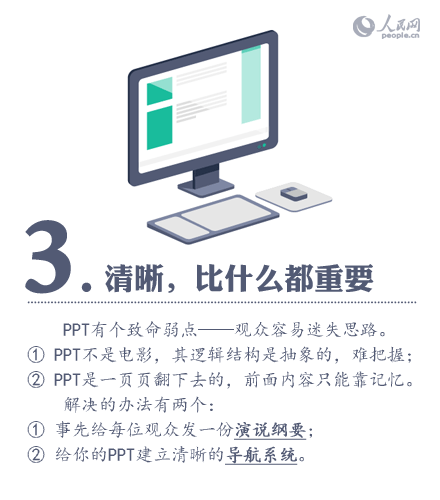 人民网
people.cn
3. 清晰，比什么都重要
PPT有个致命弱点——观众容易迷失思路。
① PPT不是电影，其逻辑结构是抽象的，难把握；
② PPT是一页页翻下去的，前面内容只能靠记忆。
解决的办法有两个：
① 事先给每位观众发一份演说纲要；
② 给你的PPT建立清晰的导航系统。